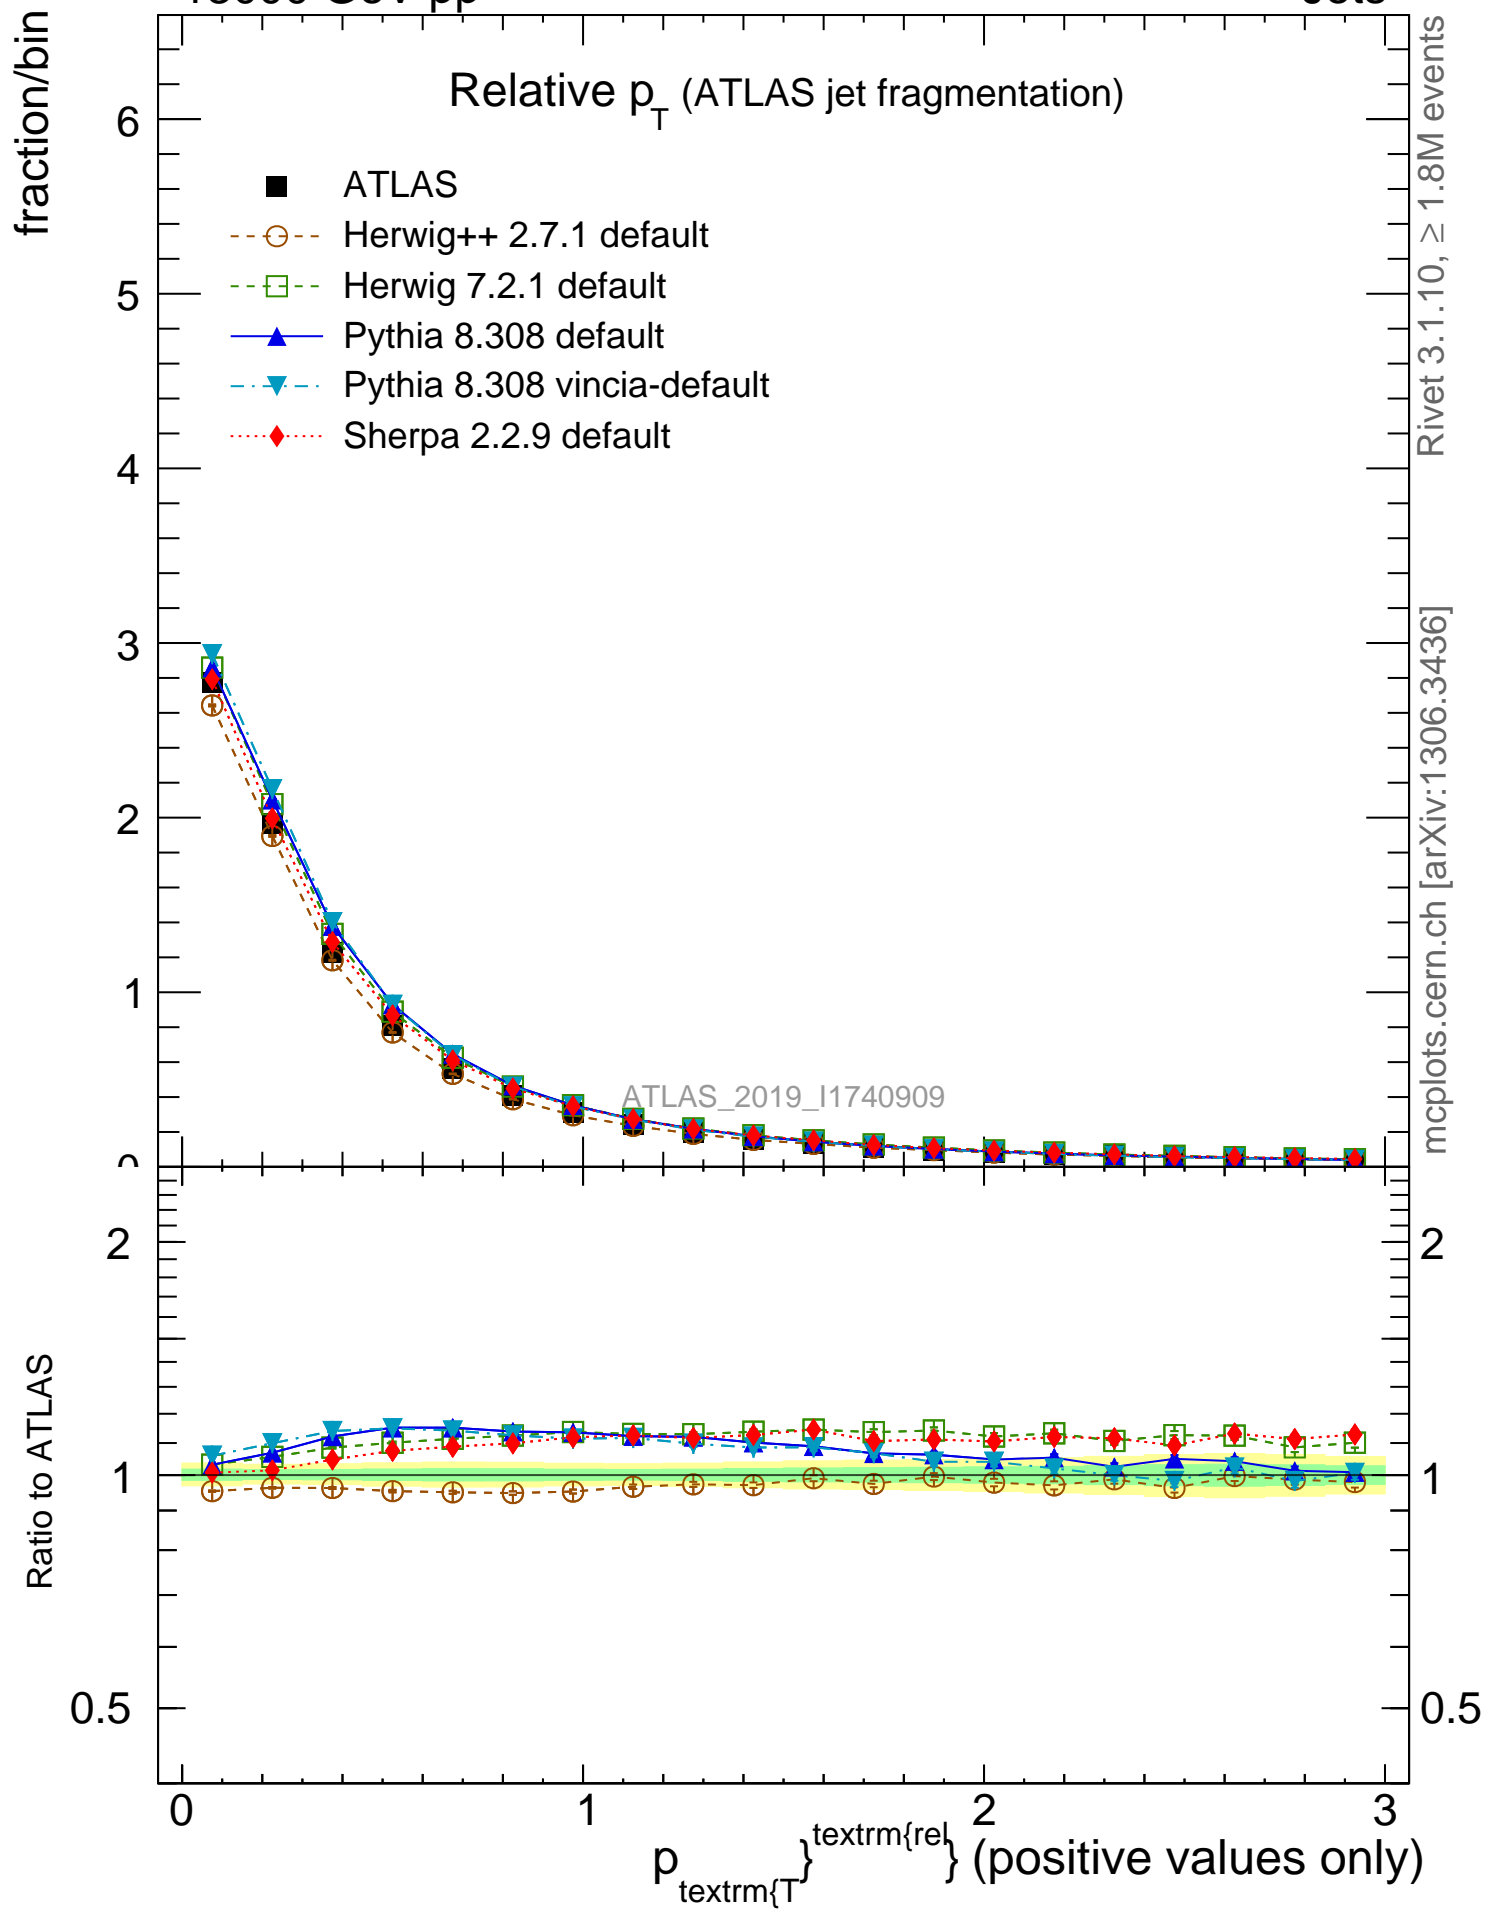 fraction/bin
Relative pT (ATLAS jet fragmentation)
ATLAS
Herwig++ 2.7.1 default
Herwig 7.2.1 default
Pythia 8.308 default
Pythia 8.308 vincia-default
Sherpa 2.2.9 default
6
5
4
3
2
1
0
ATLAS_2019_I1740909
Rivet 3.1.10, ≥ 1.8M events
mcplots.cern.ch [arXiv:1306.3436]
Ratio to ATLAS
2
1
0.5
2
1
0.5
0
1
2
3
p textrm{T}textrm{rel} (positive values only)